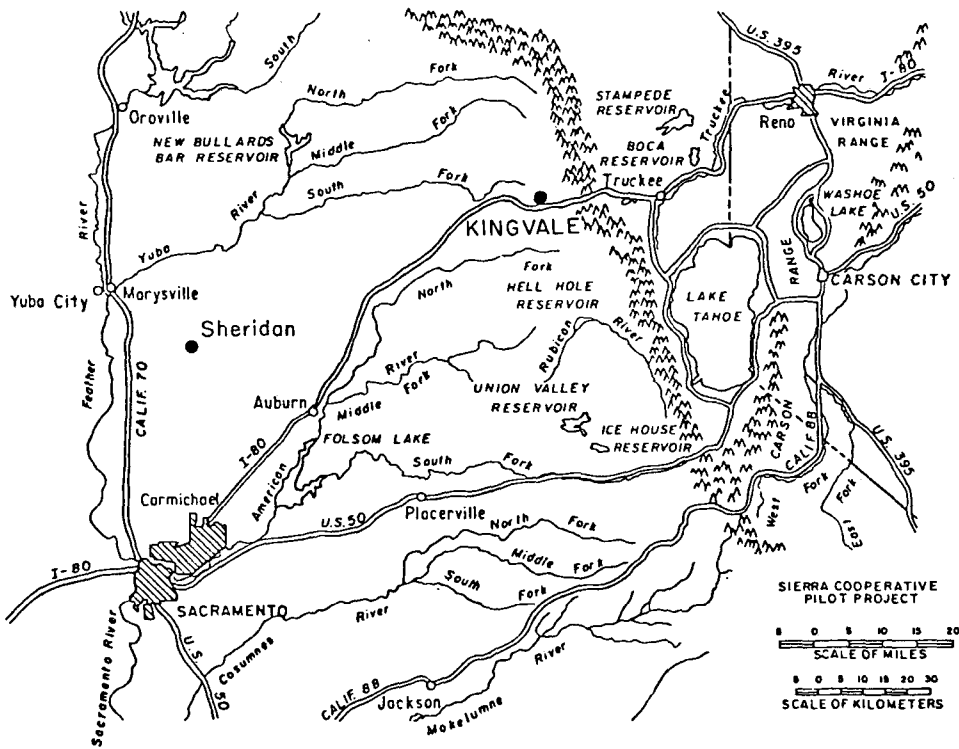 U.S. 395
South
Fork
North
River
I-80
Oroville
STAMPEDE
RESERVOIR
Truckee
Reno
VIRGINIA
RANGE
NEW BULLARDS
BAR RESERVOIR
Middle
Fork
BOCA
RESERVOIR
Truckee
River
South
Fork
River
WASHOE
LAKE
U.S. 50
KINGVALE
Yuba
RANGE
Yuba City
Marysville
North
Fork
HELL HOLE
RESERVOIR
LAKE
TAHOE
CARSON CITY
Sheridan
Rubicon
River
Feather
CALIF. 70
River
Middle
Fork
UNION VALLEY
RESERVOIR
Auburn
ICE HOUSE
RESERVOIR
CARSON
CALIF 88
U.S. 395
I-80
FOLSOM LAKE
American
South
Fork
Carmichael
U.S. 50
Placerville
West
Fork
East
Fork
North
Fork
I-80
Middle
Fork
South
Fork
SIERRA COOPERATIVE
PILOT PROJECT
SACRAMENTO
River
Sacramento River
U.S.
50
Cosumnes
River
5 0 5 10 15 20
SCALE OF MILES
CALIF. 88
Jackson
Mokelumne
5 0 5 10 15 20 25 30
SCALE OF KILOMETERS